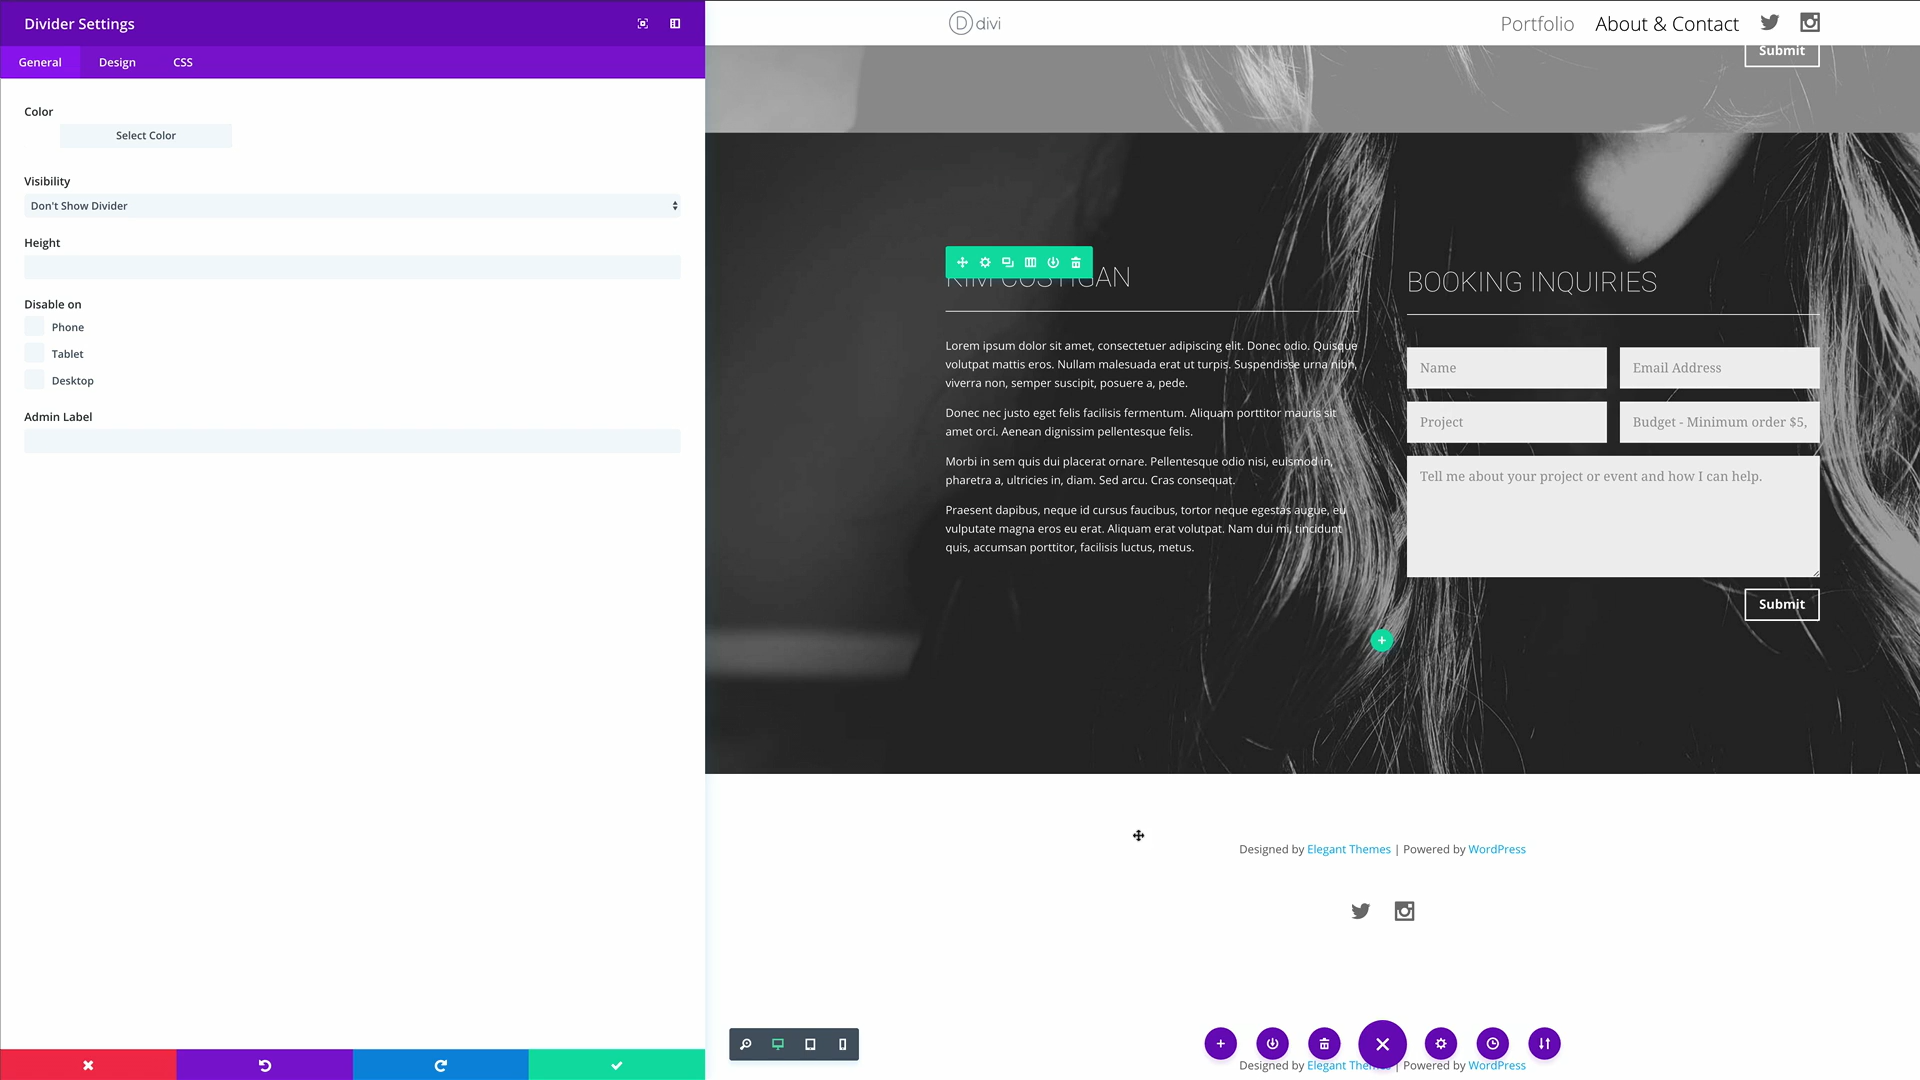 Divider Settings
General Design CSS
Color
Select Color
Visibility
Don't Show Divider
Height
Disable on
Phone
Tablet
Desktop
Admin Label
divi
Portfolio About & Contact
Submit
KIM COSTIGAN
Lorem ipsum dolor sit amet, consectetuer adipiscing elit. Donec odio. Quisque
volutpat mattis eros. Nullam malesuada erat ut turpis. Suspendisse urna nibh,
viverra non, semper suscipit, posuere a, pede.
Donec nec justo eget felis facilisis fermentum. Aliquam porttitor mauris sit
amet orci. Aenean dignissim pellentesque felis.
Morbi in sem quis dui placerat ornare. Pellentesque odio nisi, euismod in,
pharetra a, ultricies in, diam. Sed arcu. Cras consequat.
Praesent dapibus, neque id cursus faucibus, tortor neque egestas augue, eu
vulputate magna eros eu erat. Aliquam erat volutpat. Nam dui mi, tincidunt
quis, accumsan porttitor, facilisis luctus, metus.
BOOKING INQUIRIES
Name Email Address
Project Budget - Minimum order $5,
Tell me about your project or event and how I can help.
Submit
Designed by Elegant Themes | Powered by WordPress
Designed by Elegant Themes | Powered by WordPress